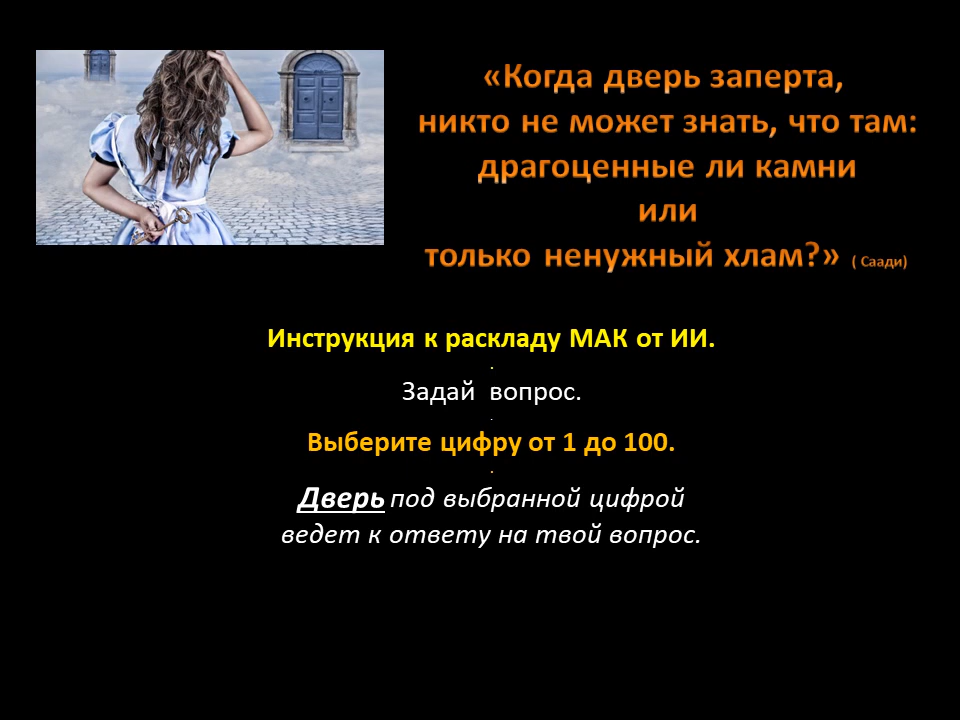 «Когда дверь заперта,
никто не может знать, что там:
драгоценные ли камни
или
только ненужный хлам?» ( Саади)
Инструкция к раскладу МАК от ИИ.
.
Задай вопрос.
.
Выберите цифру от 1 до 100.
.
Дверь под выбранной цифрой
ведет к ответу на твой вопрос.